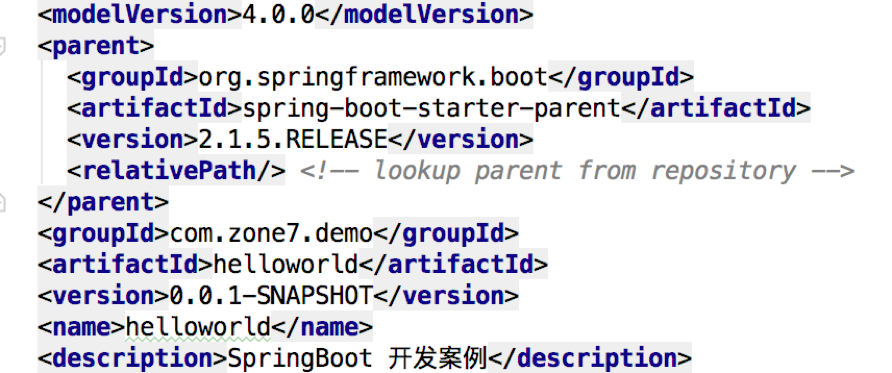 <modelVersion>4.0.0</modelVersion>
<parent>
<groupId>org.springframework.boot</groupId>
<artifactId>spring-boot-starter-parent</artifactId>
<version>2.1.5.RELEASE</version>
<relativePath/> <!-- lookup parent from repository -->
</parent>
<groupId>com.zone7.demo</groupId>
<artifactId>helloworld</artifactId>
<version>0.0.1-SNAPSHOT</version>
<name>helloworld</name>
<description>SpringBoot 开发案例</description>